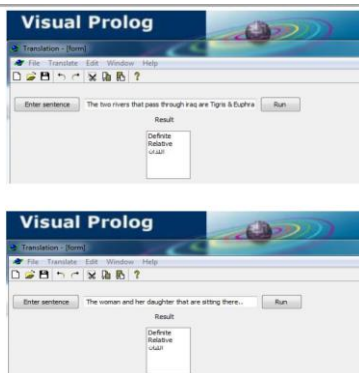 Visual Prolog
Translation - [form]
File Translate Edit Window Help
Enter sentence The two rivers that pass through iraq are Tigris & Euphra Run
Result
Definite
Relative
اللذان
Visual Prolog
Translation - [form]
File Translate Edit Window Help
Enter sentence The woman and her daughter that are sitting there.. Run
Result
Definite
Relative